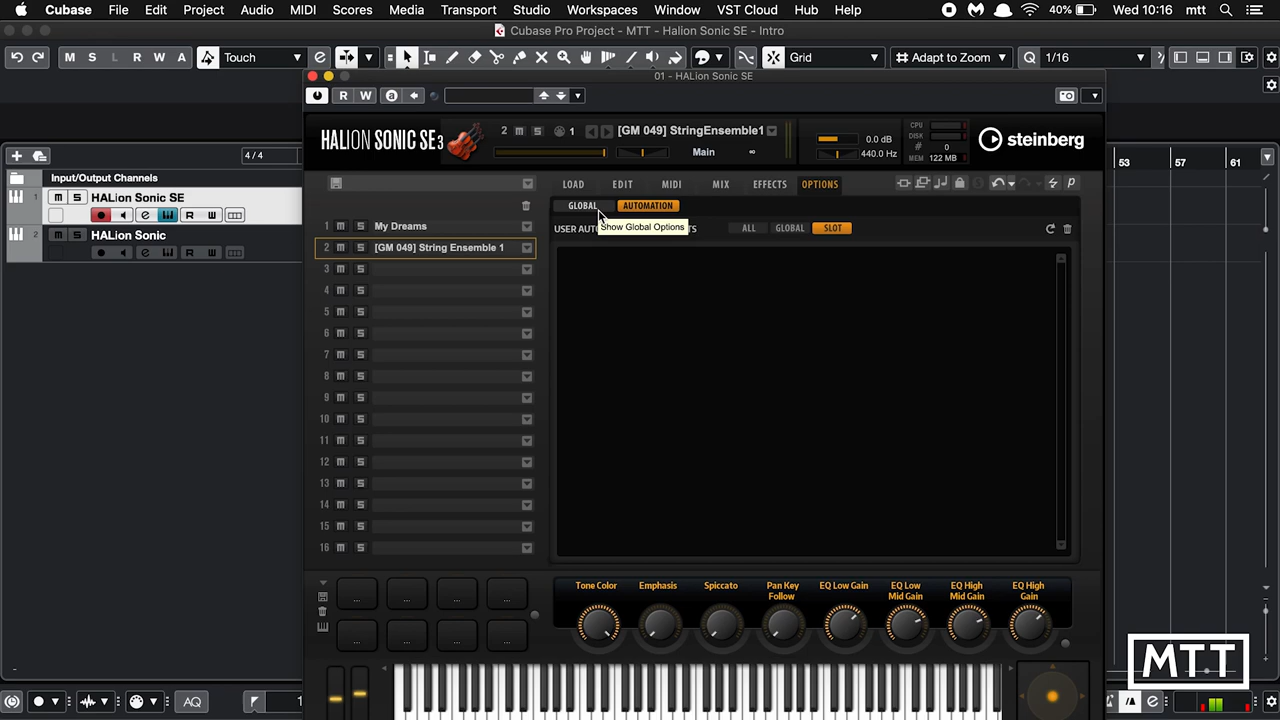 Cubase File Edit Project Audio MIDI Scores Media Transport Studio Workspaces Window VST Cloud Hub Help 40% Wed 10:16 mtt
Cubase Pro Project - MTT - Halion Sonic SE - Intro
M S L R W A Touch e Grid Adapt to Zoom Q 1/16
01 - HALion Sonic SE
R W a
HALION SONIC SE3 2 m s 1 [GM 049] StringEnsemble1 0.0 dB CPU steinberg
DISK
Main ∞ 440.0 Hz # 0
MEM 122 MB
4/4 53 57 61
Input/Output Channels
LOAD EDIT MIDI MIX EFFECTS OPTIONS
1 m S HALion Sonic SE
GLOBAL AUTOMATION
e R W
Show Global Options
ALL GLOBAL SLOT
2 m S HALion Sonic
e R W
1 m s My Dreams
2 m s [GM 049] String Ensemble 1
3 m s
4 m s
5 m s
6 m s
7 m s
8 m s
9 m s
10 m s
11 m s
12 m s
13 m s
14 m s
15 m s
16 m s
... ... ... ...
... ... ... ...
Tone Color Emphasis Spiccato Pan Key Follow EQ Low Gain EQ Low Mid Gain EQ High Mid Gain EQ High Gain
MTT
AQ 1